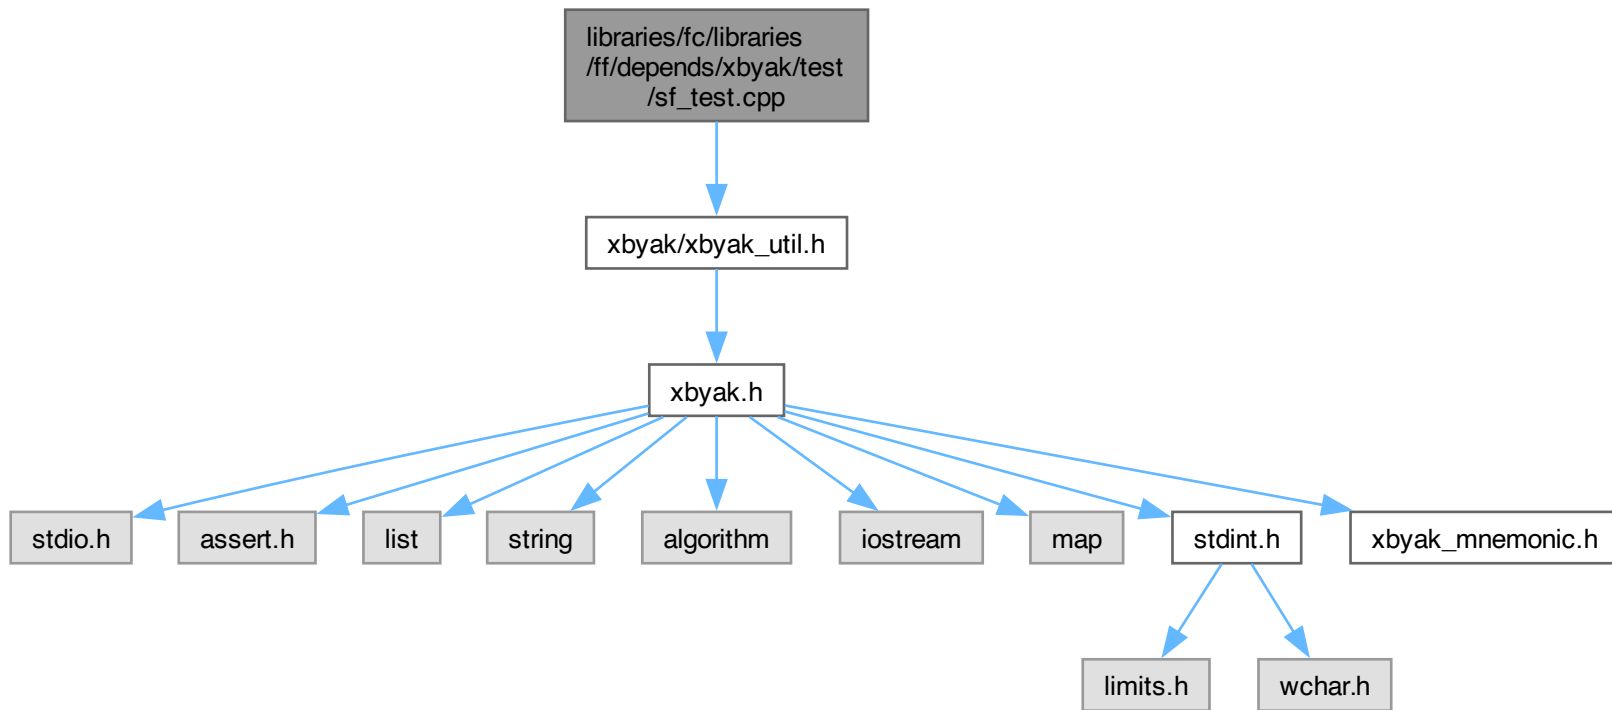 libraries/fc/libraries
/ff/depends/xbyak/test
/sf_test.cpp
xbyak/xbyak_util.h
xbyak.h
stdio.h
assert.h
list
string
algorithm
iostream
map
stdint.h
xbyak_mnemonic.h
limits.h
wchar.h